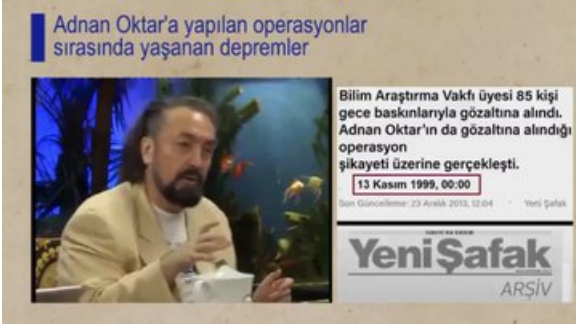 Adnan Oktar'a yapılan operasyonlar
sırasında yaşanan depremler
Bilim Araştırma Vakfı üyesi 85 kişi
gece baskınlarıyla gözaltına alındı.
Adnan Oktar'ın da gözaltına alındığı
operasyon
şikayeti üzerine gerçekleşti.
13 Kasım 1999, 00:00
Son Güncelleme: 23 Aralık 2013, 12:04 Yeni Şafak
YeniŞafak
ARŞİV